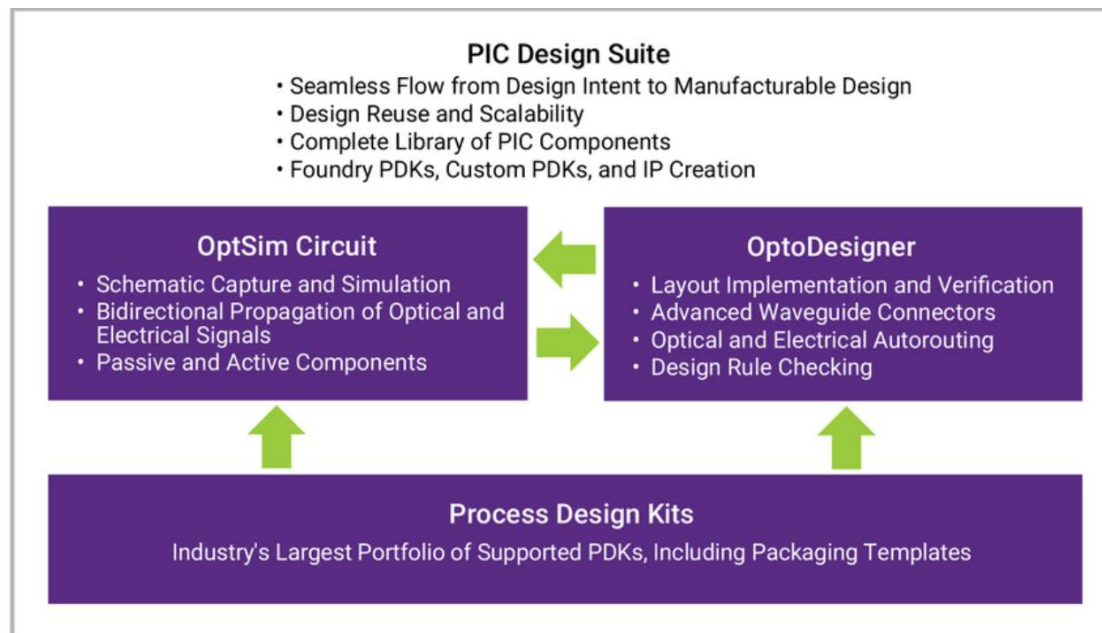 PIC Design Suite
• Seamless Flow from Design Intent to Manufacturable Design
• Design Reuse and Scalability
• Complete Library of PIC Components
• Foundry PDKs, Custom PDKs, and IP Creation
OptSim Circuit
• Schematic Capture and Simulation
• Bidirectional Propagation of Optical and
Electrical Signals
• Passive and Active Components
OptoDesigner
• Layout Implementation and Verification
• Advanced Waveguide Connectors
• Optical and Electrical Autorouting
• Design Rule Checking
Process Design Kits
Industry's Largest Portfolio of Supported PDKs, Including Packaging Templates